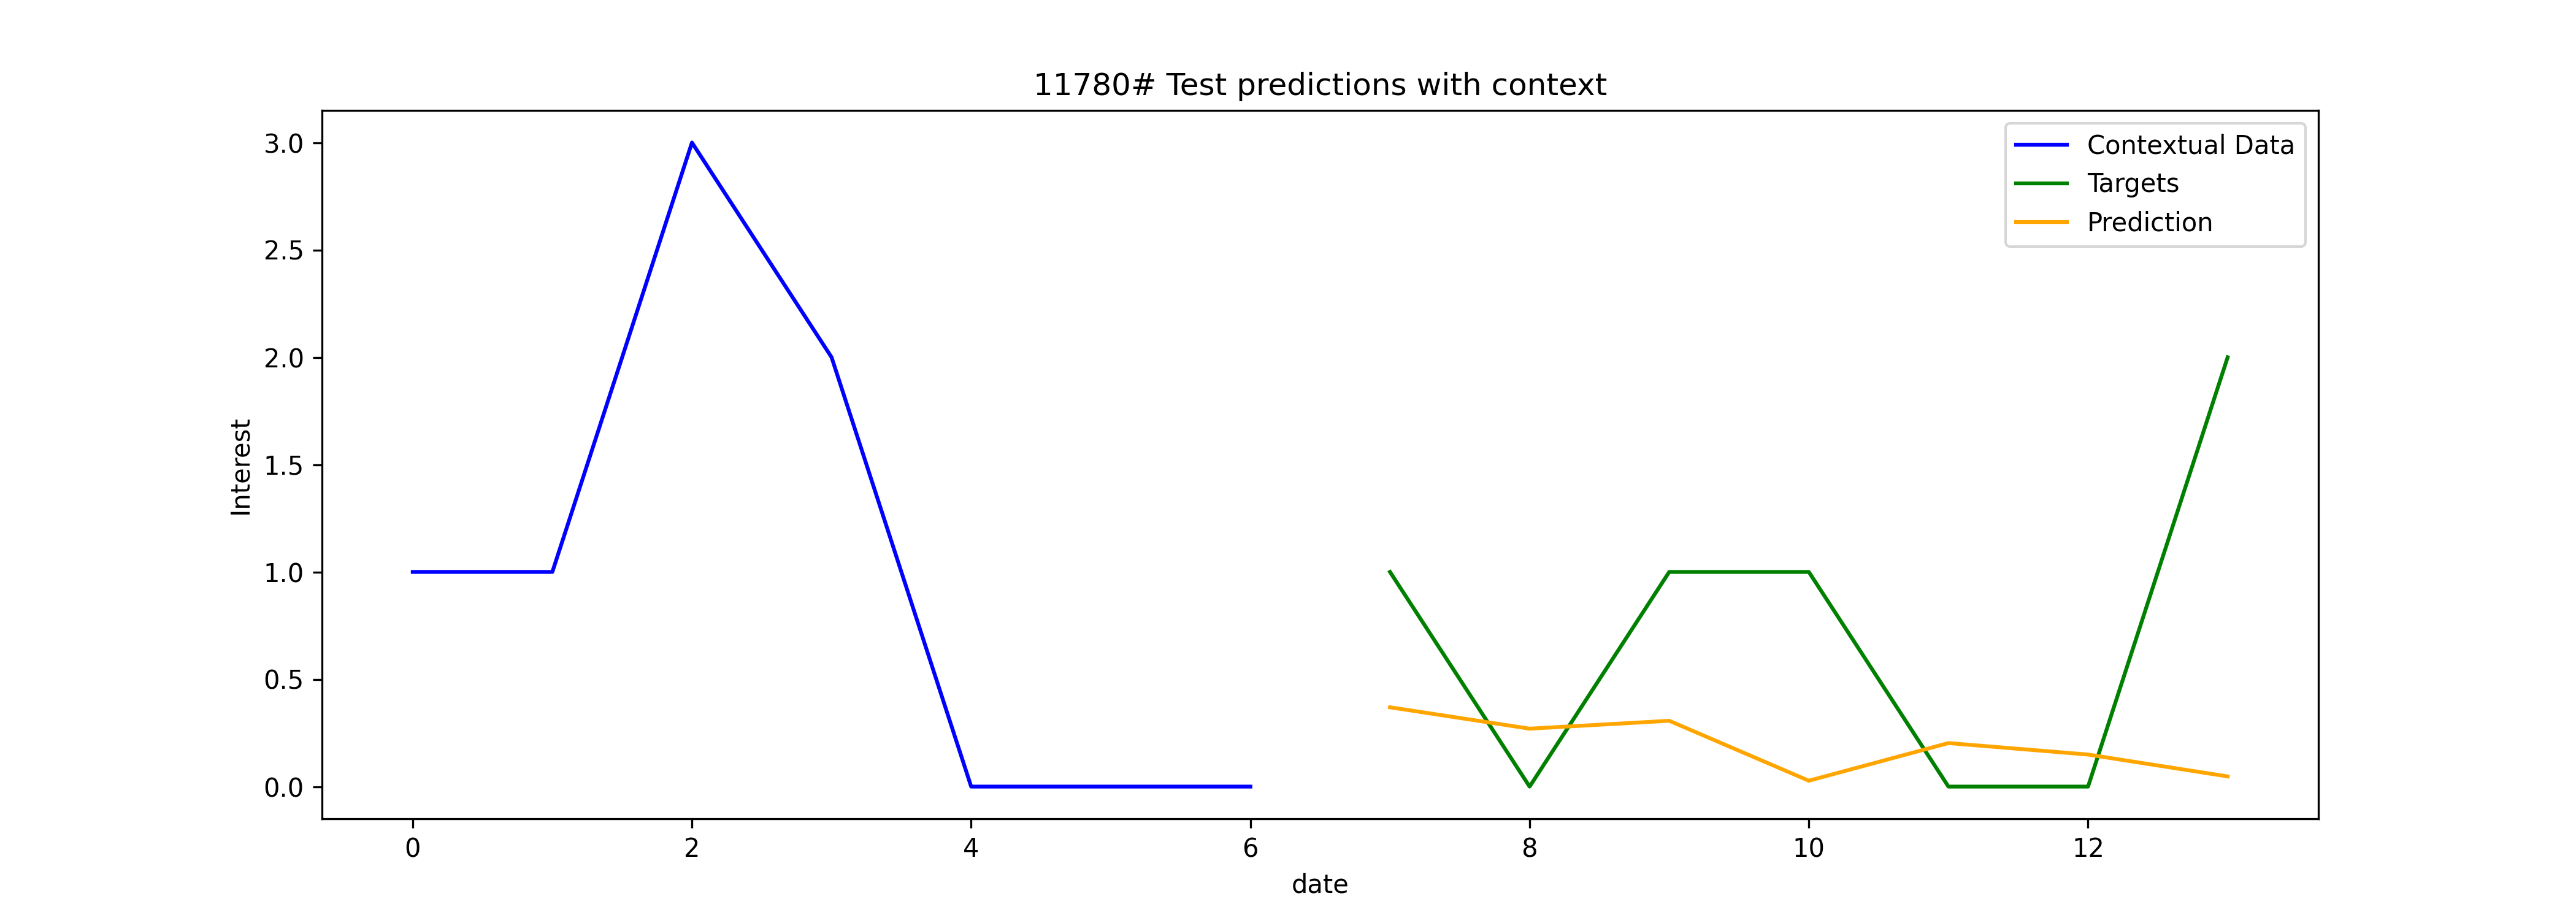 11780# Test predictions with context
Contextual Data
Targets
Prediction
Interest
3.0
2.5
2.0
1.5
1.0
0.5
0.0
0 2 4 6 8 10 12
date